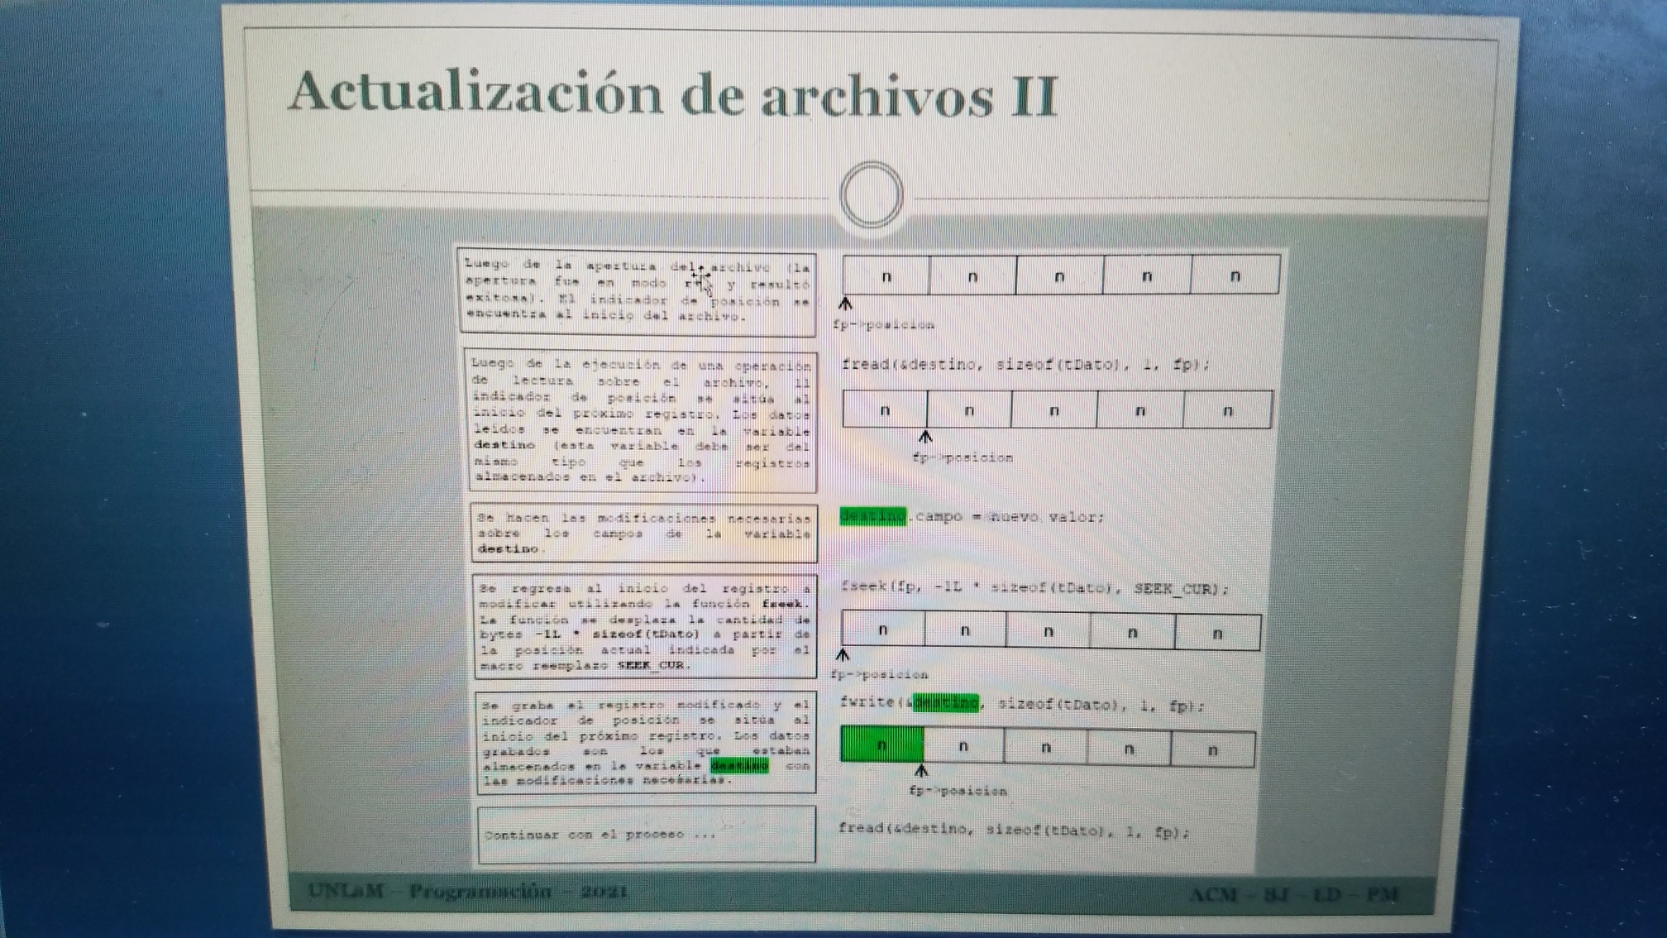 Actualización de archivos II
Luego de la apertura del archivo (la
apertura fue en modo y resultó
exitosa). El indicador de posición se
encuentra al inicio del archivo.
n n n n n
fp->posicion
Luego de la ejecución de una operación
de lectura sobre el archivo, il
indicador de posición se sitúa al
inicio del próximo registro. Los datos
leídos se encuentran en la variable
destino (esta variable debe ser del
mismo tipo que los registros
almacenados en el archivo).
fread(&destino, sizeof(tDato), 1, fp);
n n n n n
fp->posicion
Se hacen las modificaciones necesarias
sobre los campos de la variable
destino.
destino.campo = nuevo valor;
Se regresa al inicio del registro a
modificar utilizando la función fseek.
La función se desplaza la cantidad de
bytes -1L * sizeof(tDato) a partir de
la posición actual indicada por el
macro reemplazo SEEK_CUR.
fseek(fp, -1L * sizeof(tDato), SEEK_CUR);
n n n n n
fp->posicion
Se graba el registro modificado y el
indicador de posición se sitúa al
inicio del próximo registro. Los datos
grabados son los que estaban
almacenados en la variable destino con
las modificaciones necesarias.
fwrite(&destino, sizeof(tDato), 1, fp);
n n n n n
fp->posicion
Continuar con el proceso ...
fread(&destino, sizeof(tDato), 1, fp);
UNLaM – Programación – 2021
ACM – BJ – LD – PM